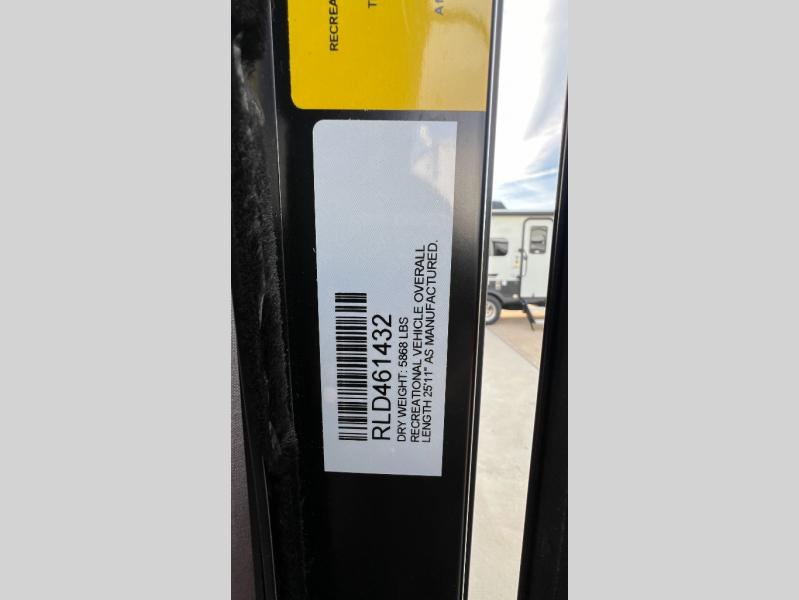 RECREA
T
A
RLD461432
DRY WEIGHT: 5868 LBS
RECREATIONAL VEHICLE OVERALL
LENGTH 25'11" AS MANUFACTURED.